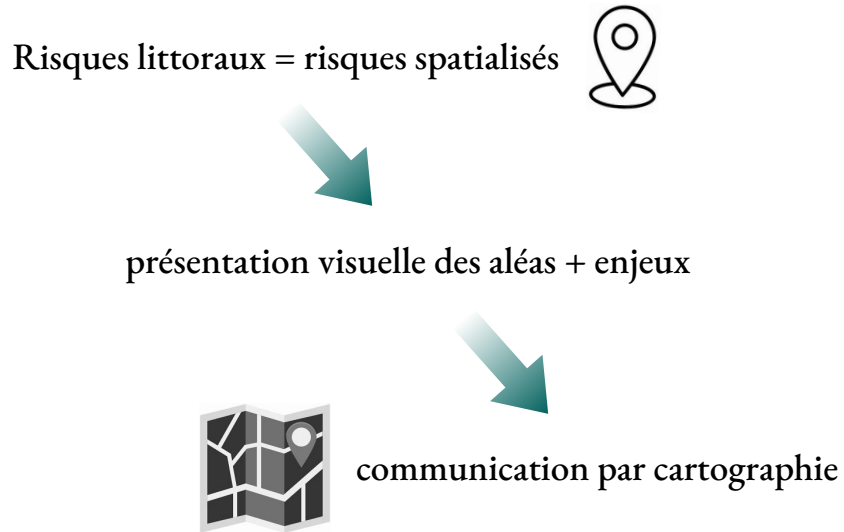 Risques littoraux = risques spatialisés
présentation visuelle des aléas + enjeux
communication par cartographie